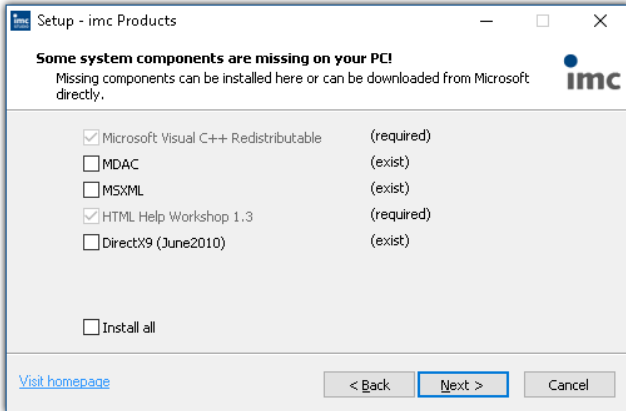 Setup - imc Products
Some system components are missing on your PC!
Missing components can be installed here or can be downloaded from Microsoft
directly.
imc
Microsoft Visual C++ Redistributable (required)
MDAC (exist)
MSXML (exist)
HTML Help Workshop 1.3 (required)
DirectX9 (June2010) (exist)
Install all
Visit homepage
< Back Next > Cancel